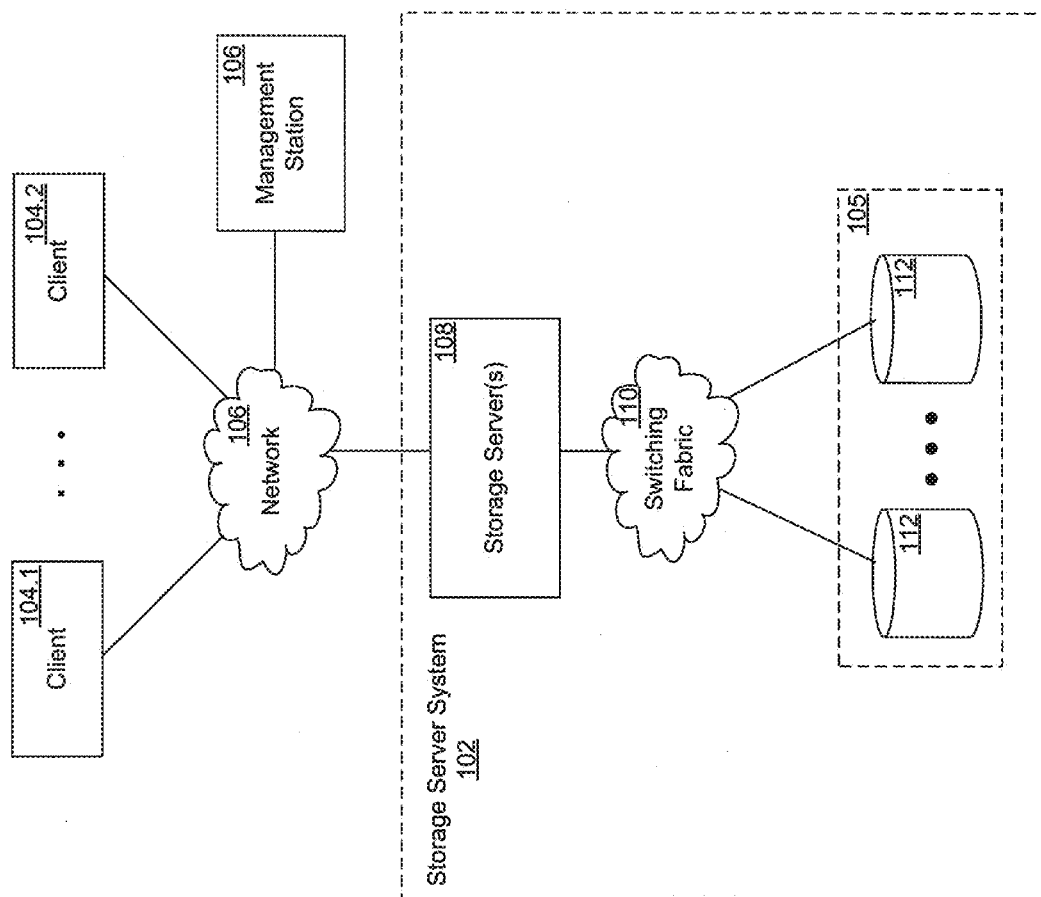 104.1
Client
104.2
Client
106
Network
106
Management
Station
Storage Server System
102
108
Storage Server(s)
110
Switching
Fabric
105
112
112